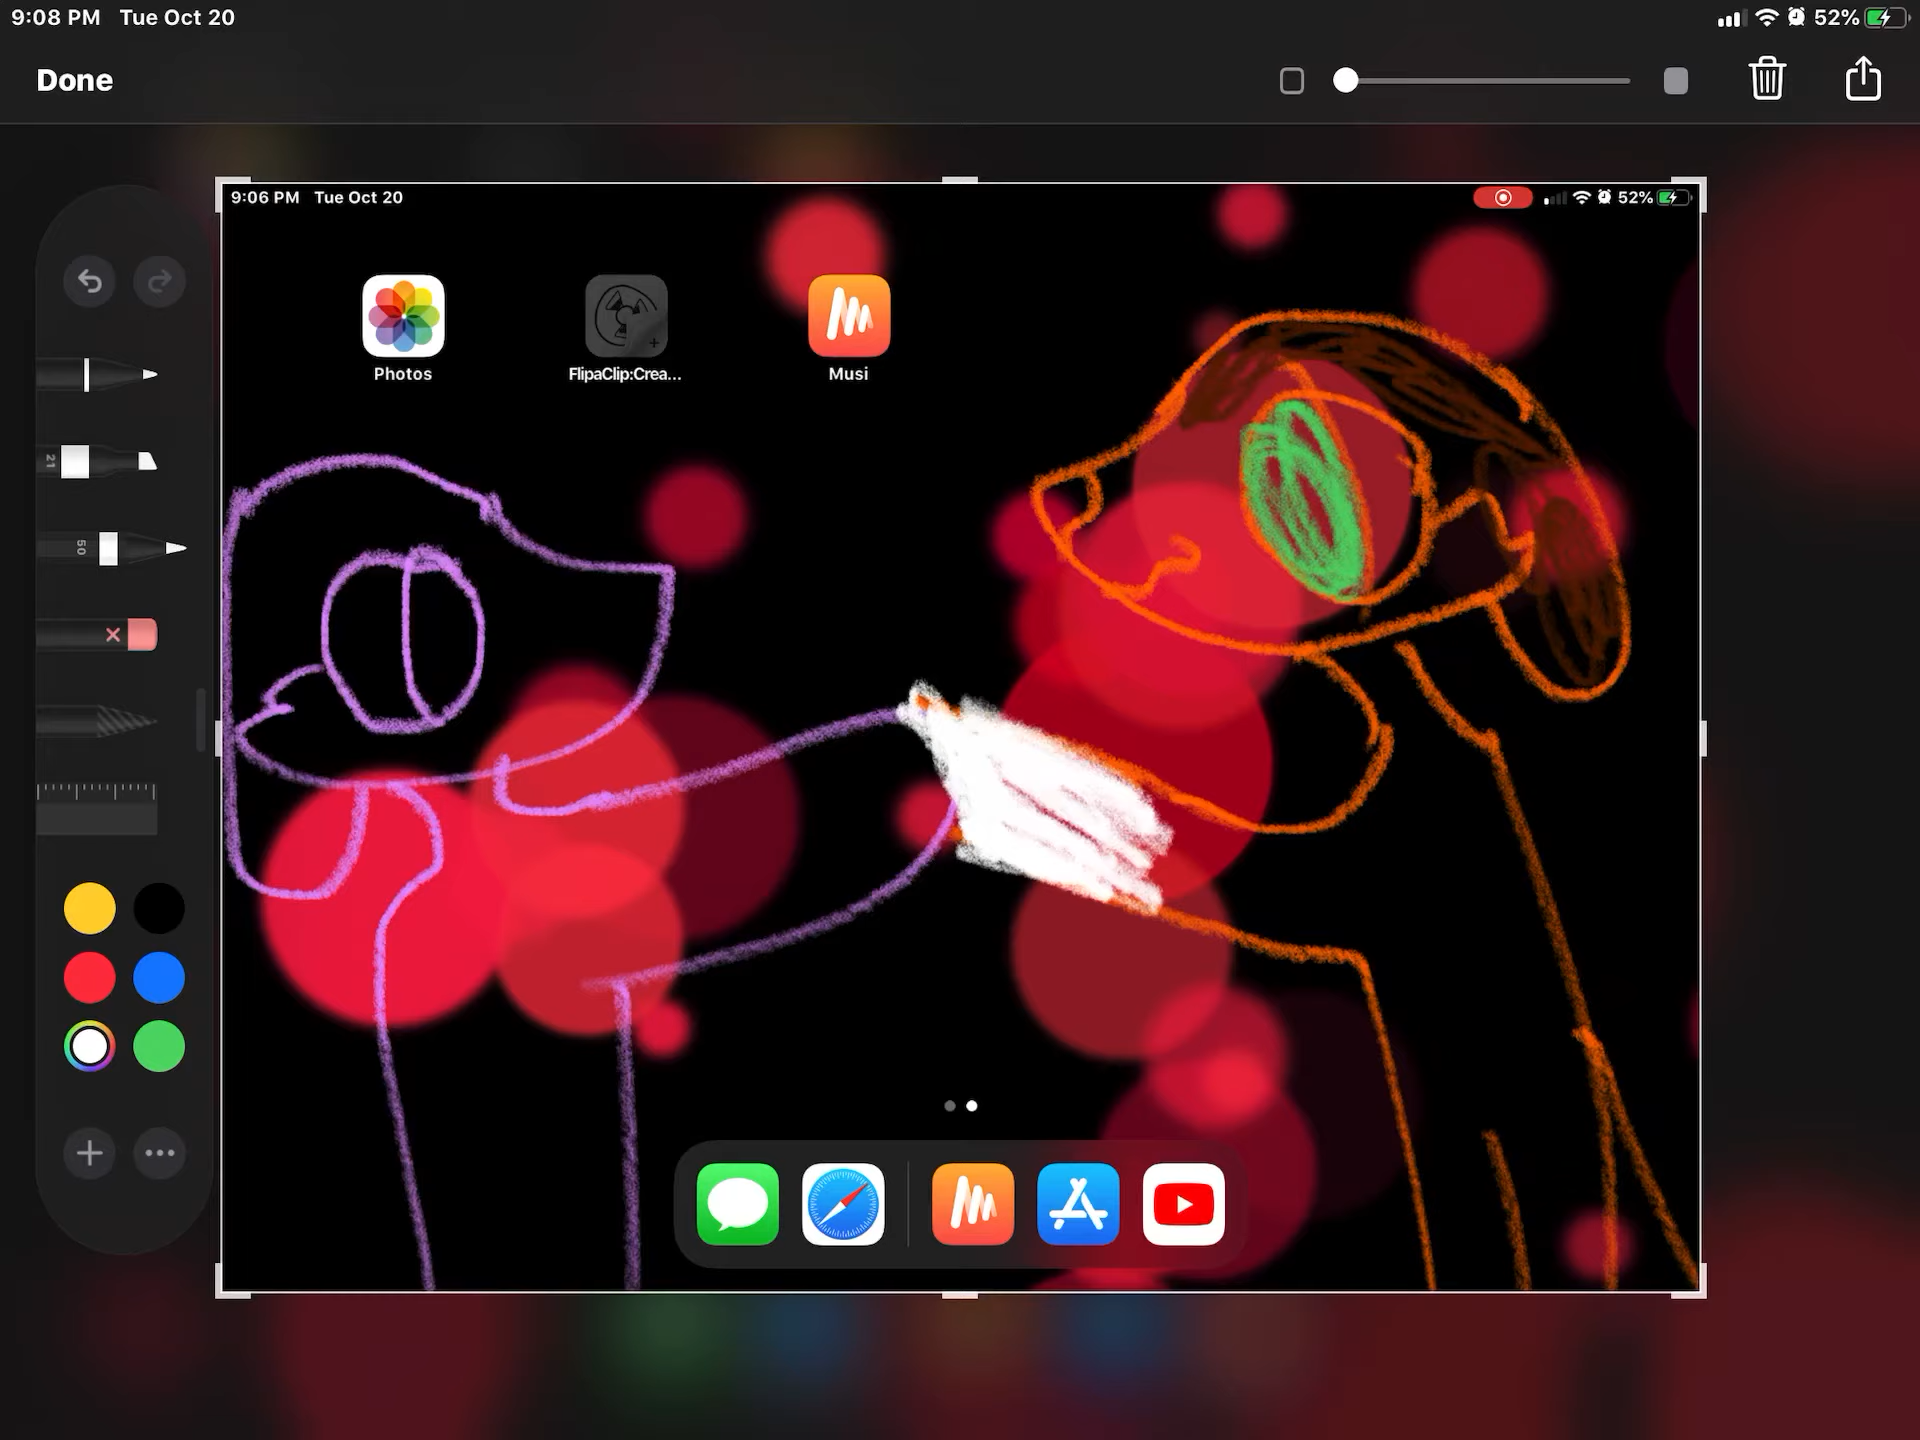 9:08 PM Tue Oct 20
52%
Done
9:06 PM Tue Oct 20
52%
Photos
FlipaClip:Crea...
Musi
21
50